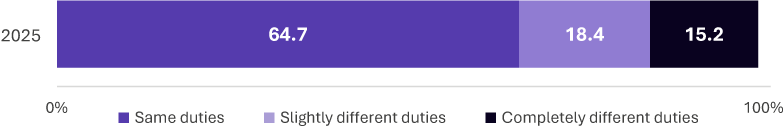 2025 64.7 18.4 15.2
0% 100%
Same duties Slightly different duties Completely different duties